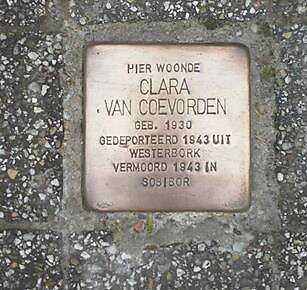 HIER WOONDE
CLARA
VAN COEVORDEN
GEB. 1930
GEDEPORTEERD 1943 UIT
WESTERBORK
VERMOORD 1943 IN
SOBIBOR